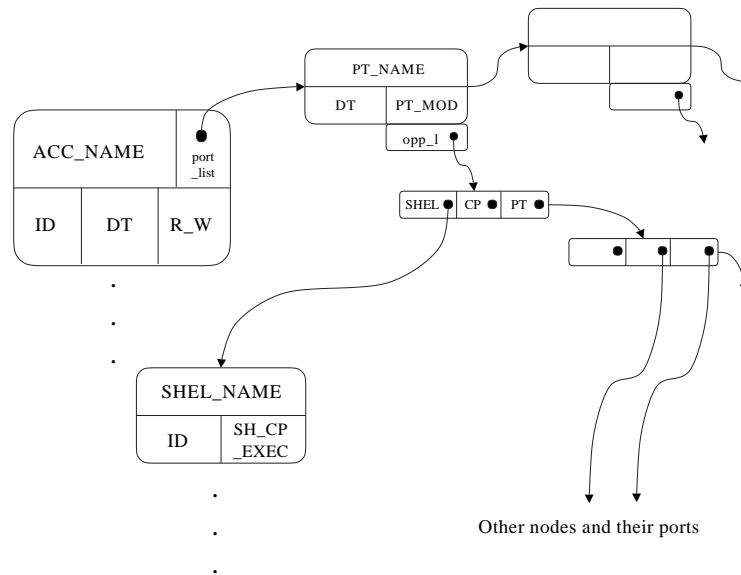 PT_NAME
DT PT_MOD
opp_l
ACC_NAME
port
_list
ID DT R_W
SHEL CP PT
SHEL_NAME
ID
SH_CP
_EXEC
Other nodes and their ports